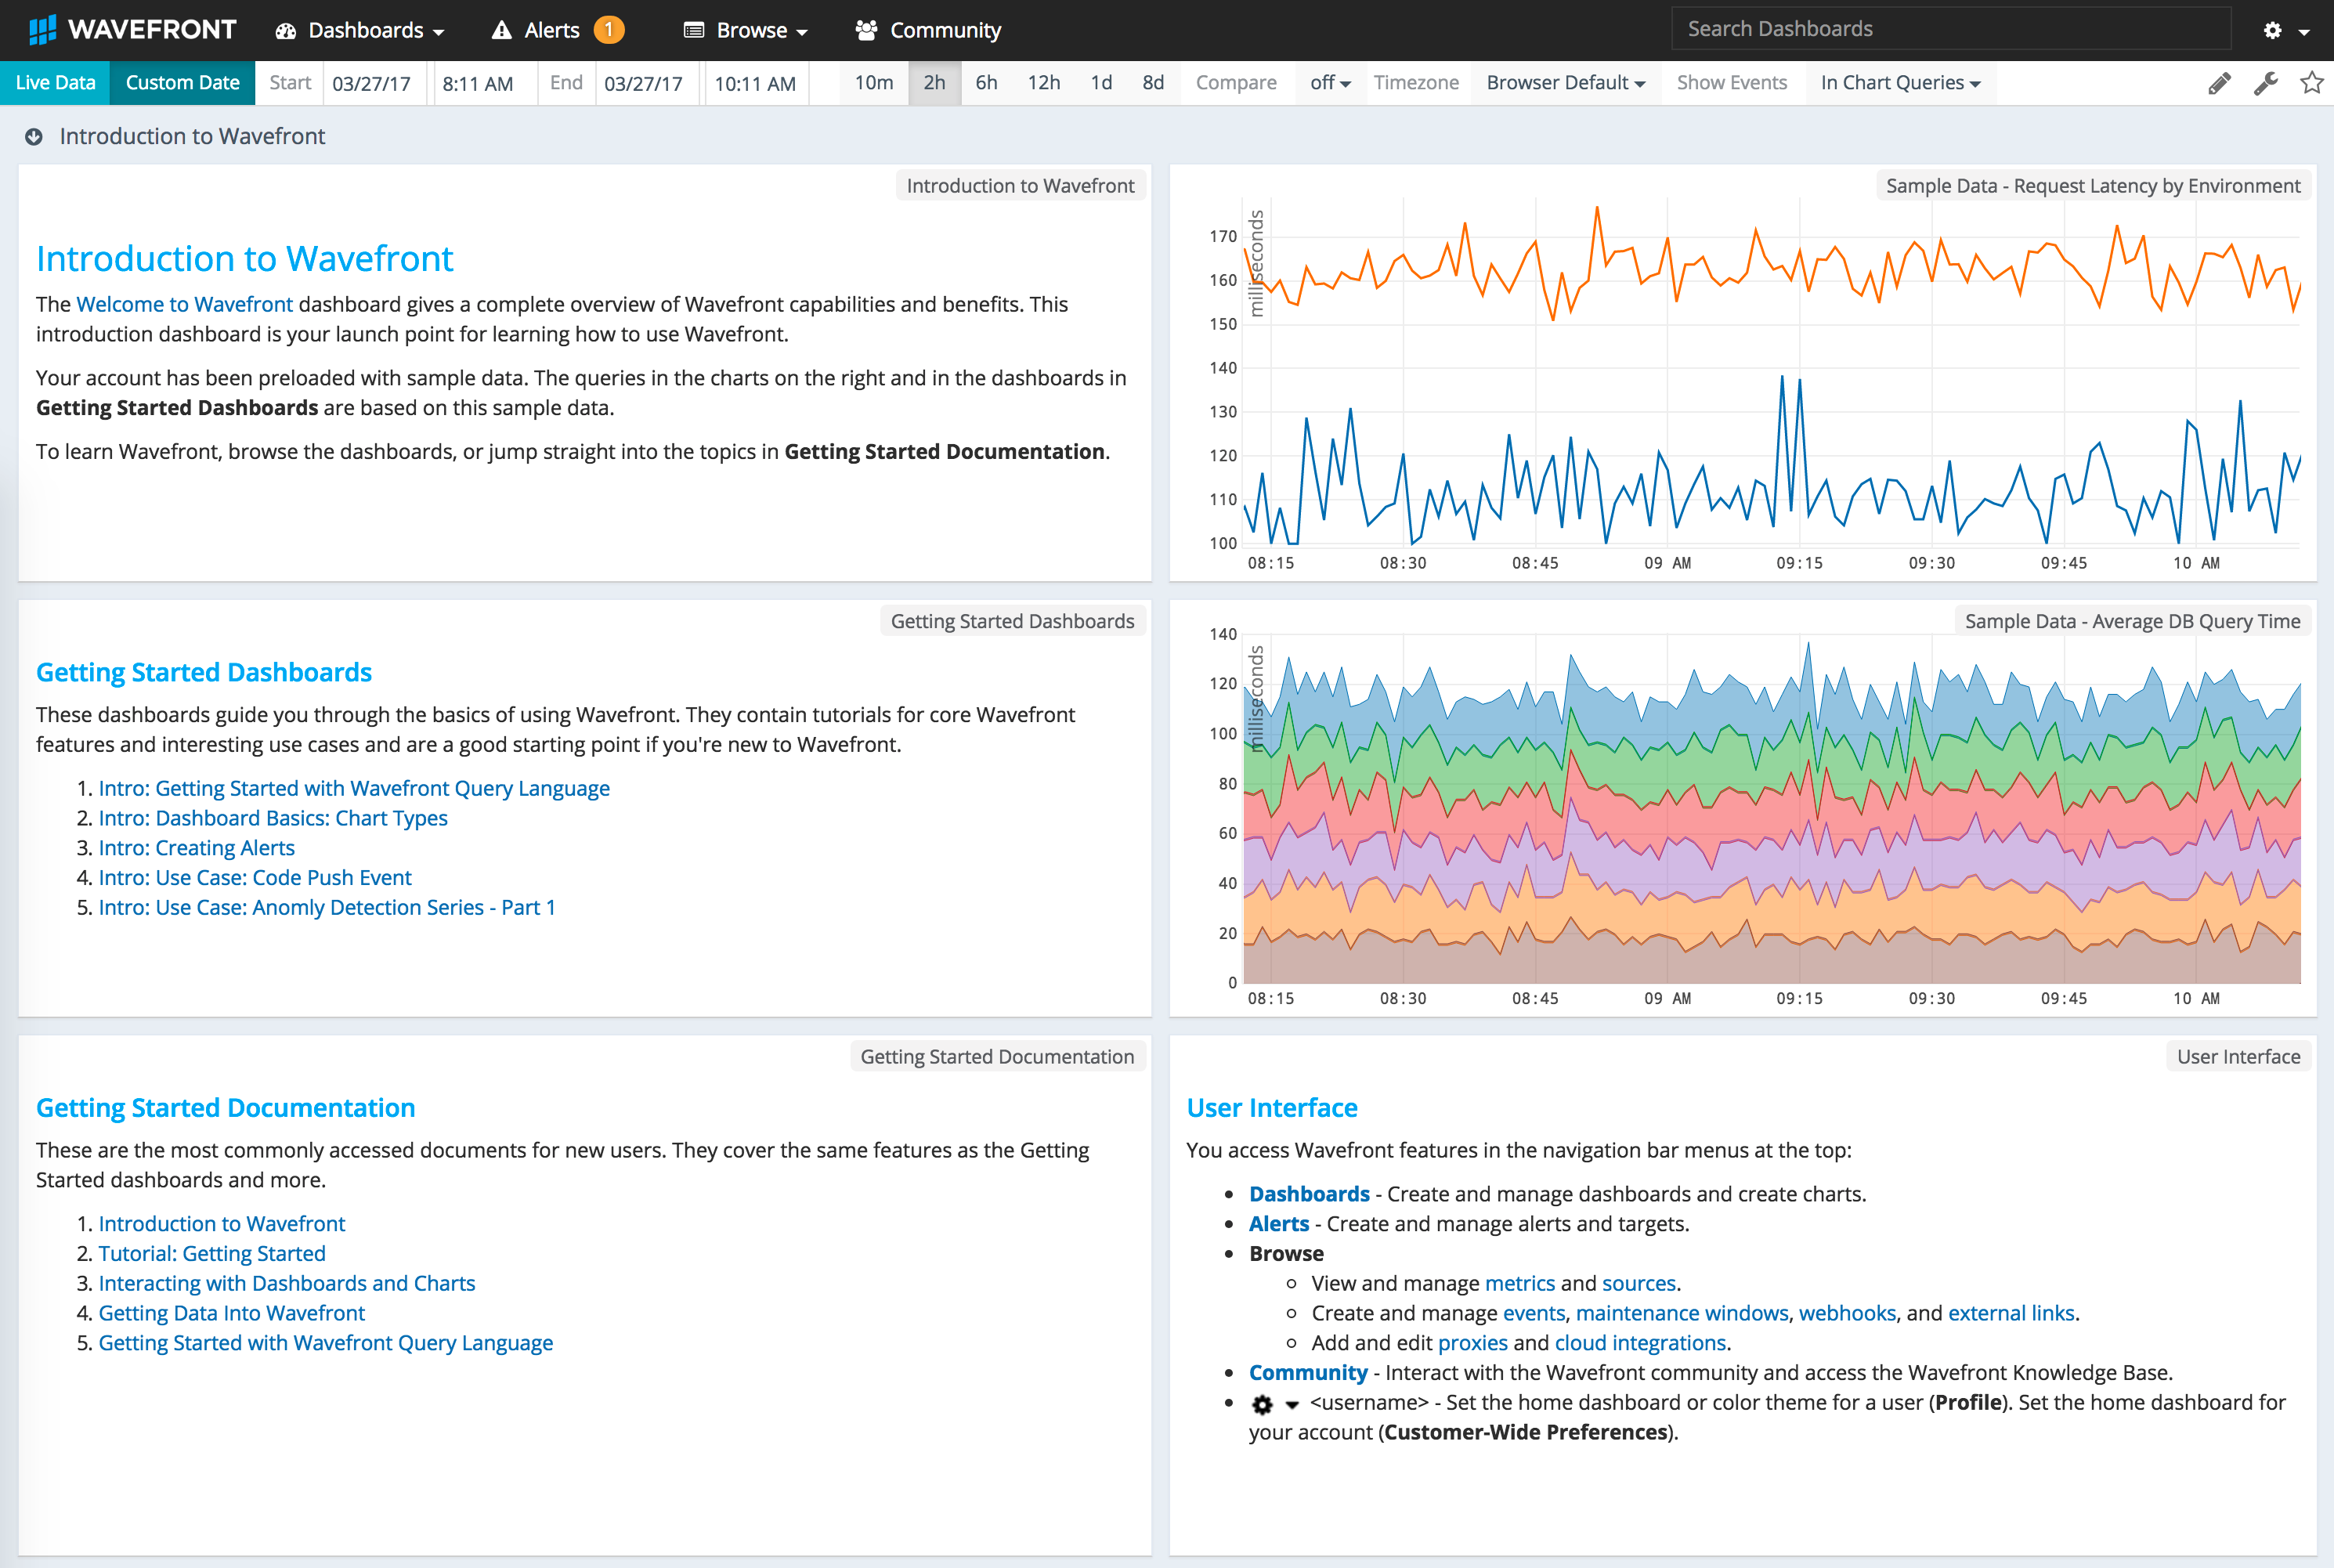 WAVEFRONT Dashboards Alerts 1 Browse Community Search Dashboards
Live Data Custom Date Start 03/27/17 8:11 AM End 03/27/17 10:11 AM 10m 2h 6h 12h 1d 8d Compare off Timezone Browser Default Show Events In Chart Queries
Introduction to Wavefront
Introduction to Wavefront
Introduction to Wavefront
The Welcome to Wavefront dashboard gives a complete overview of Wavefront capabilities and benefits. This
introduction dashboard is your launch point for learning how to use Wavefront.
Your account has been preloaded with sample data. The queries in the charts on the right and in the dashboards in
Getting Started Dashboards are based on this sample data.
To learn Wavefront, browse the dashboards, or jump straight into the topics in Getting Started Documentation.
Sample Data - Request Latency by Environment
milliseconds
170
160
150
140
130
120
110
100
08:15 08:30 08:45 09 AM 09:15 09:30 09:45 10 AM
Getting Started Dashboards
Getting Started Dashboards
These dashboards guide you through the basics of using Wavefront. They contain tutorials for core Wavefront
features and interesting use cases and are a good starting point if you're new to Wavefront.
1. Intro: Getting Started with Wavefront Query Language
2. Intro: Dashboard Basics: Chart Types
3. Intro: Creating Alerts
4. Intro: Use Case: Code Push Event
5. Intro: Use Case: Anomly Detection Series - Part 1
Sample Data - Average DB Query Time
milliseconds
140
120
100
80
60
40
20
0
08:15 08:30 08:45 09 AM 09:15 09:30 09:45 10 AM
Getting Started Documentation
Getting Started Documentation
These are the most commonly accessed documents for new users. They cover the same features as the Getting
Started dashboards and more.
1. Introduction to Wavefront
2. Tutorial: Getting Started
3. Interacting with Dashboards and Charts
4. Getting Data Into Wavefront
5. Getting Started with Wavefront Query Language
User Interface
User Interface
You access Wavefront features in the navigation bar menus at the top:
Dashboards - Create and manage dashboards and create charts.
Alerts - Create and manage alerts and targets.
Browse
View and manage metrics and sources.
Create and manage events, maintenance windows, webhooks, and external links.
Add and edit proxies and cloud integrations.
Community - Interact with the Wavefront community and access the Wavefront Knowledge Base.
<username> - Set the home dashboard or color theme for a user (Profile). Set the home dashboard for
your account (Customer-Wide Preferences).